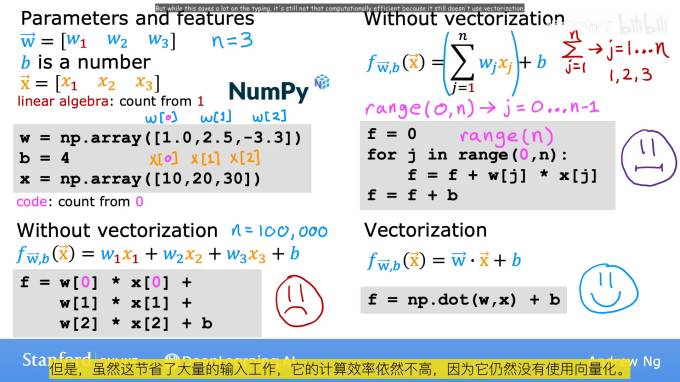 But while this saves a lot on the typing, it's still not that computationally efficient because it still doesn't use vectorization.
Parameters and features
w = [w1 w2 w3] n=3
b is a number
x = [x1 x2 x3]
linear algebra: count from 1
NumPy
w[0] w[1] w[2]
w = np.array([1.0,2.5,-3.3])
b = 4 x[0] x[1] x[2]
x = np.array([10,20,30])
code: count from 0
Without vectorization n=100,000
fw,b(x) = w1x1 + w2x2 + w3x3 + b
f = w[0] * x[0] +
w[1] * x[1] +
w[2] * x[2] + b
Without vectorization
bilibili
fw,b(x) = (∑ j=1 n wjxj) + b
∑ j=1 n → j=1...n
1,2,3
range(0,n) → j=0...n-1
f = 0 range(n)
for j in range(0,n):
f = f + w[j] * x[j]
f = f + b
Vectorization
fw,b(x) = w · x + b
f = np.dot(w,x) + b
但是，虽然这节省了大量的输入工作，它的计算效率依然不高，因为它仍然没有使用向量化。